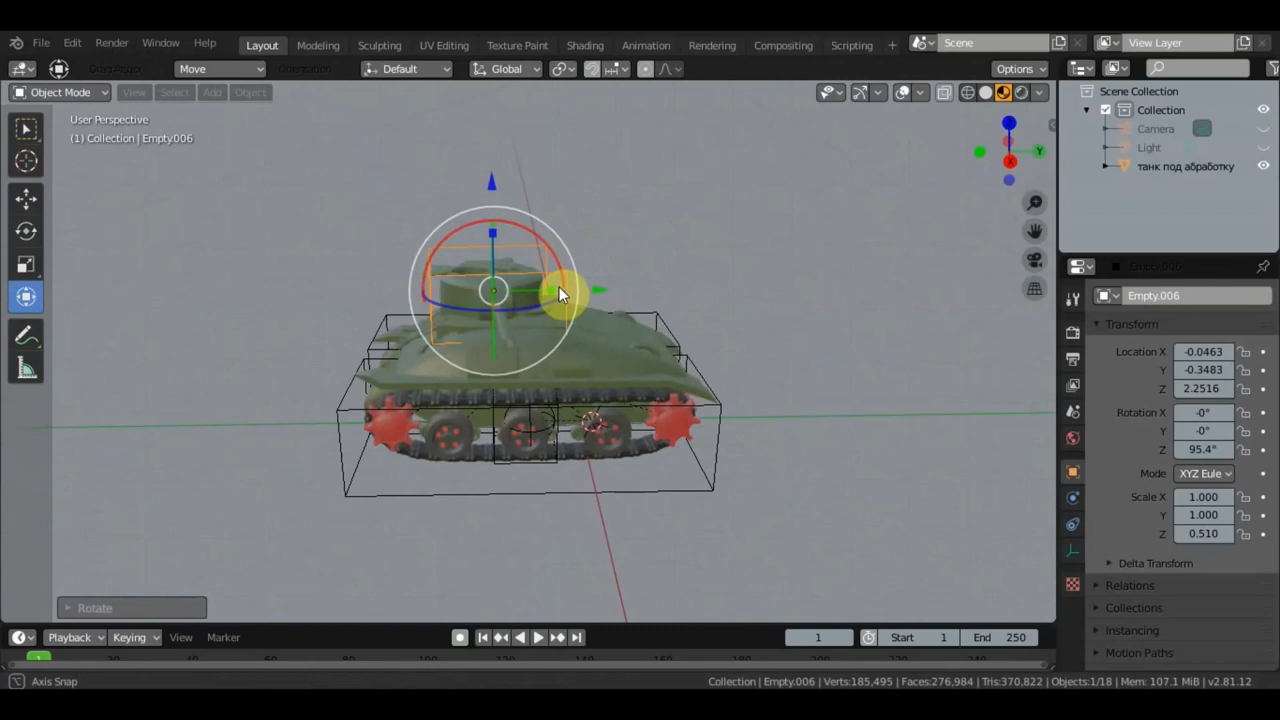 File Edit Render Window Help Layout Modeling Sculpting UV Editing Texture Paint Shading Animation Rendering Compositing Scripting + Scene View Layer
Move Default Global Options
Object Mode View Select Add Object
User Perspective
(1) Collection | Empty.006
X
Y
Scene Collection
Collection
Camera
Light
танк под абработку
Empty.006
Empty.006
Transform
Location X -0.0463
Y -0.3483
Z 2.2516
Rotation X -0°
Y -0°
Z 95.4°
Mode XYZ Eule
Scale X 1.000
Y 1.000
Z 0.510
Delta Transform
Relations
Collections
Instancing
Motion Paths
Rotate
Playback Keying View Marker 1 Start 1 End 250
1
Axis Snap Collection | Empty.006 | Verts:185,495 | Faces:276,984 | Tris:370,822 | Objects:1/18 | Mem: 107.1 MiB | v2.81.12